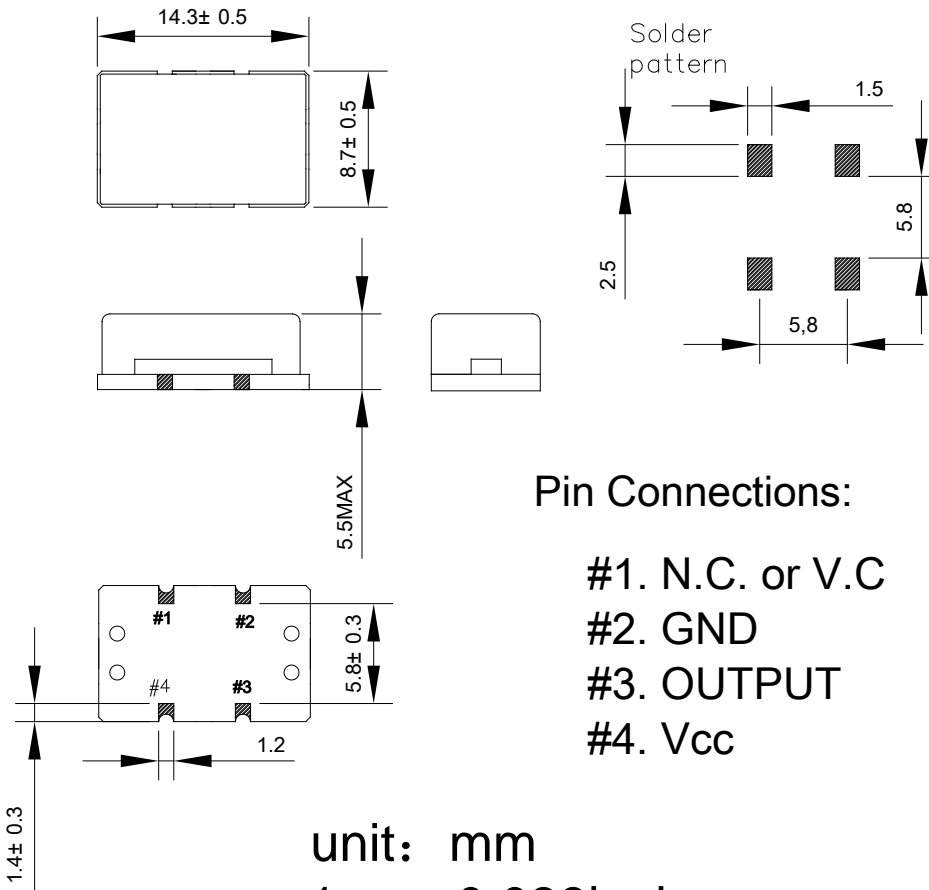 14.3± 0.5
8.7± 0.5
Solder
pattern
1.5
2.5
5.8
5,8
5.5MAX
Pin Connections:
#1. N.C. or V.C
#2. GND
#3. OUTPUT
#4. Vcc
#1
#2
#4
#3
5.8± 0.3
1.2
1.4± 0.3
unit: mm